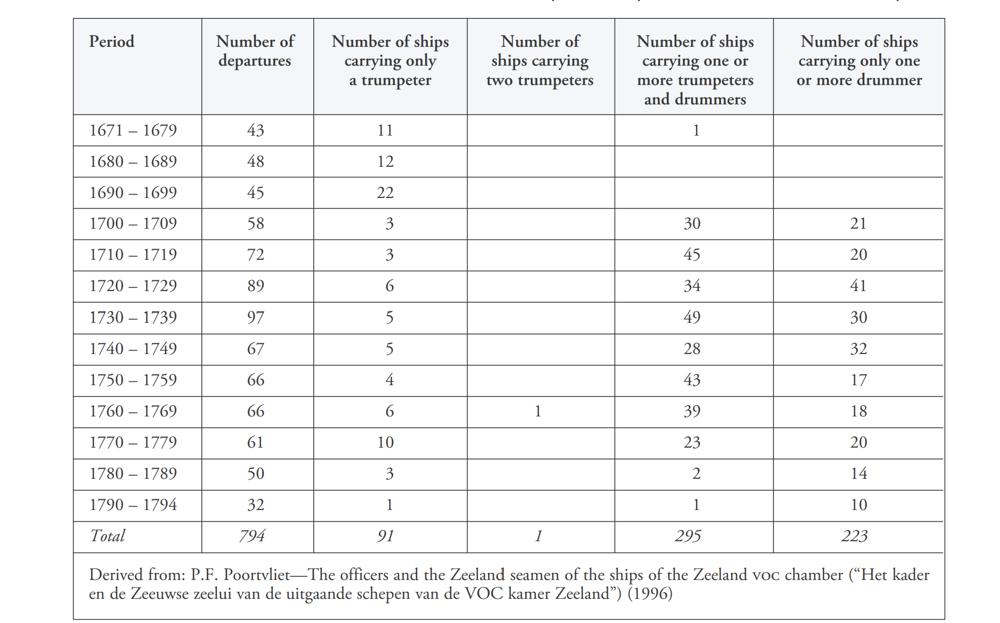 Period Number of departures Number of ships carrying only a trumpeter Number of ships carrying two trumpeters Number of ships carrying one or more trumpeters and drummers Number of ships carrying only one or more drummer
1671 – 1679 43 11 1
1680 – 1689 48 12
1690 – 1699 45 22
1700 – 1709 58 3 30 21
1710 – 1719 72 3 45 20
1720 – 1729 89 6 34 41
1730 – 1739 97 5 49 30
1740 – 1749 67 5 28 32
1750 – 1759 66 4 43 17
1760 – 1769 66 6 1 39 18
1770 – 1779 61 10 23 20
1780 – 1789 50 3 2 14
1790 – 1794 32 1 1 10
Total 794 91 1 295 223
Derived from: P.F. Poortvliet—The officers and the Zeeland seamen of the ships of the Zeeland VOC chamber (“Het kader
en de Zeeuwse zeelui van de uitgaande schepen van de VOC kamer Zeeland”) (1996)